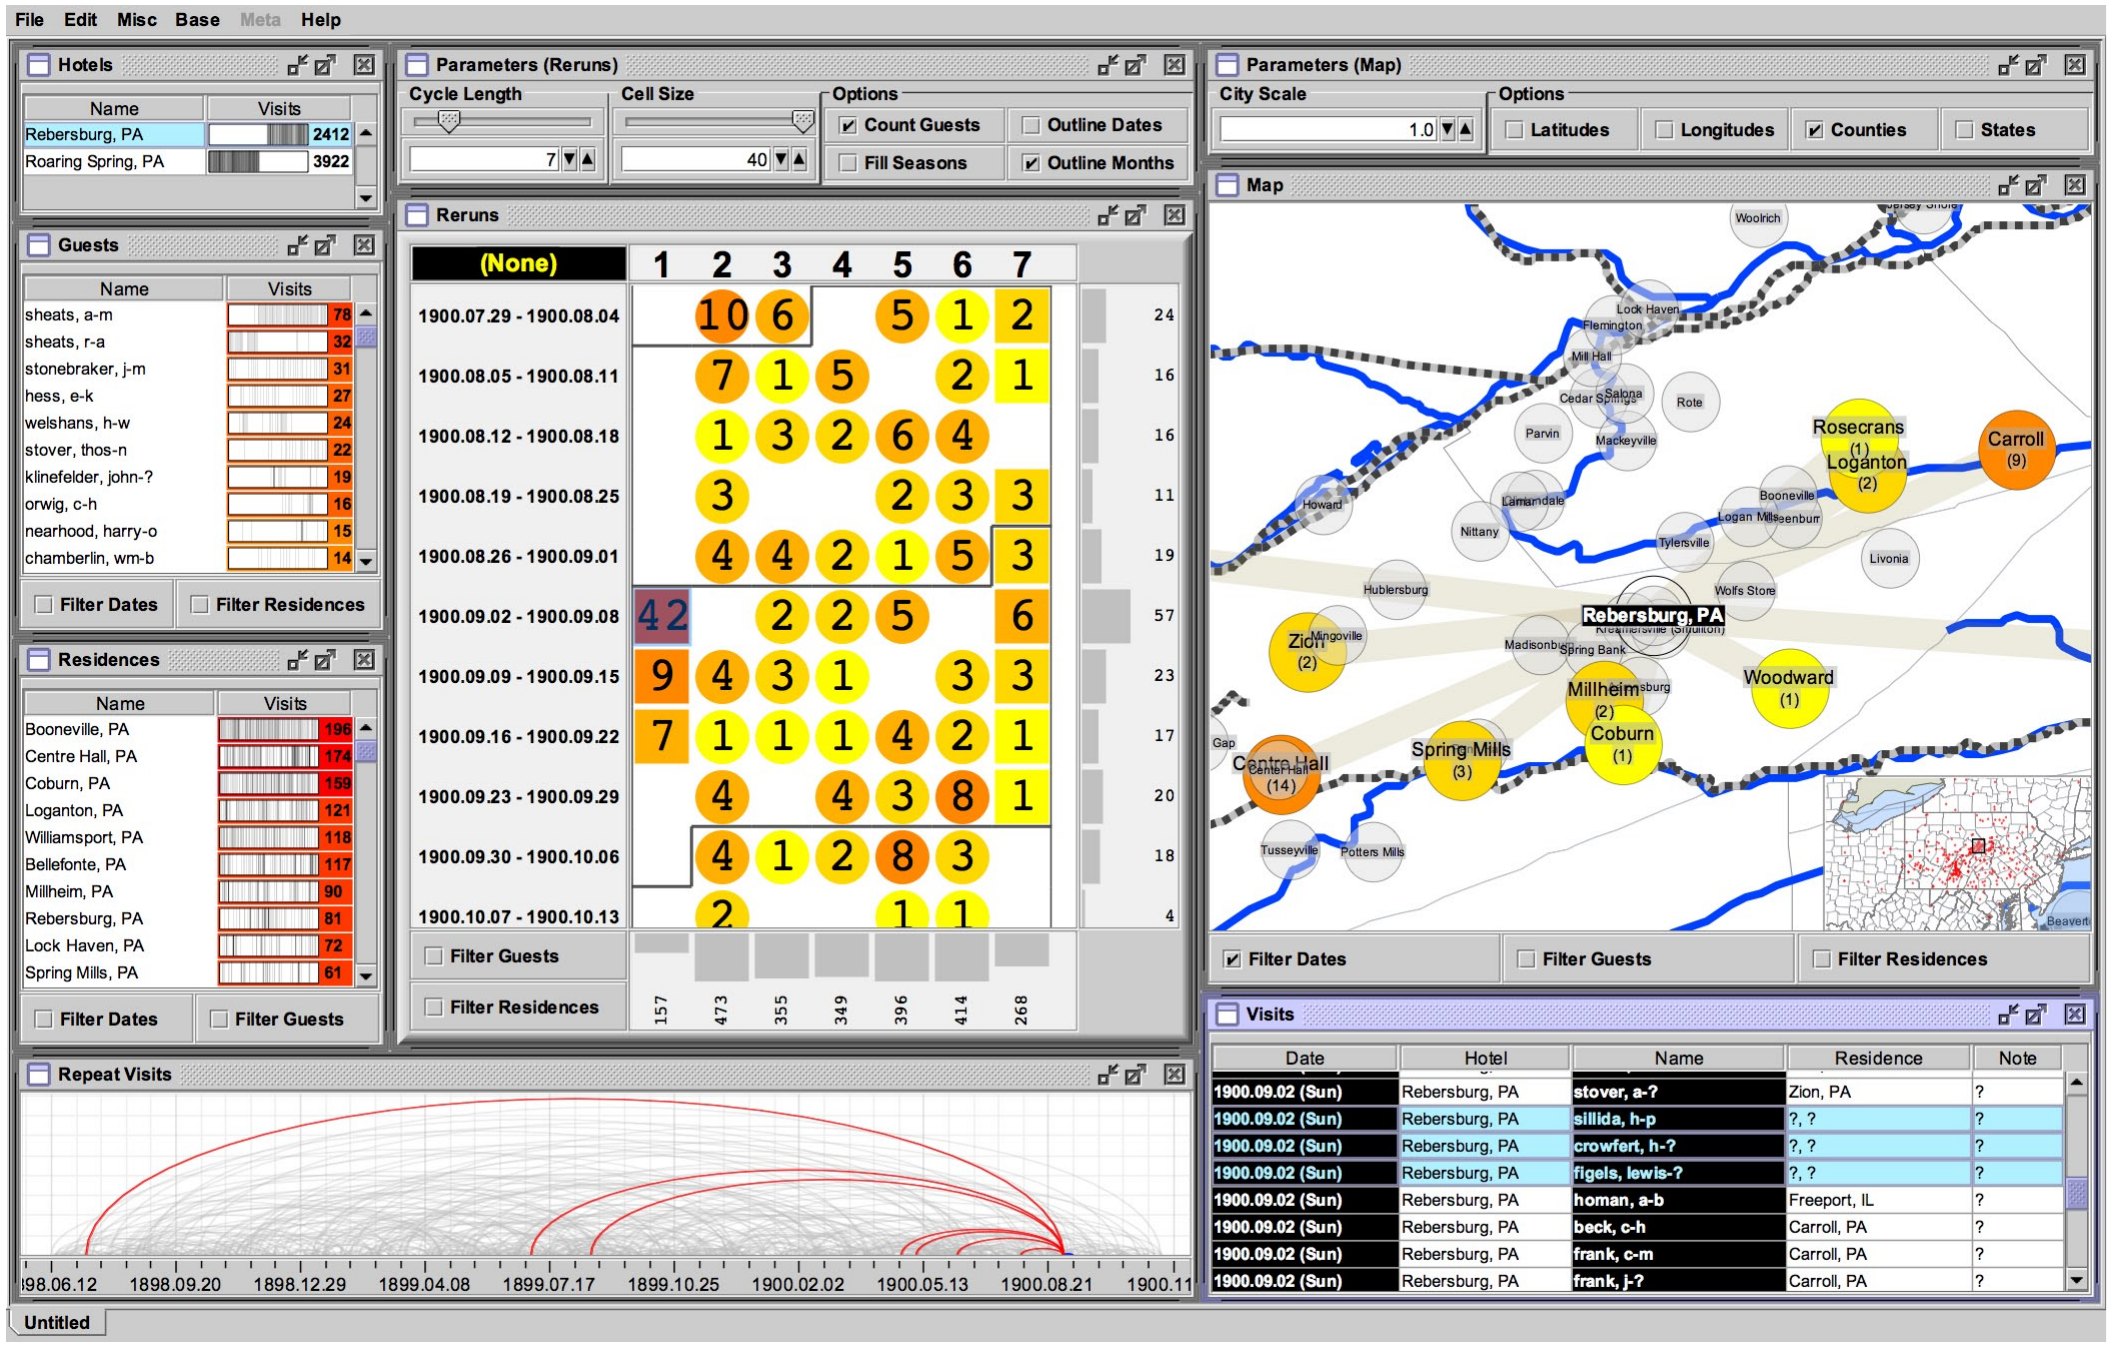 File Edit Misc Base Meta Help
Hotels
Name Visits
Rebersburg, PA 2412
Roaring Spring, PA 3922
Guests
Name Visits
sheats, a-m 78
sheats, r-a 32
stonebraker, j-m 31
hess, e-k 27
welshans, h-w 24
stover, thos-n 22
klinefelder, john-? 19
orwig, c-h 16
nearhood, harry-o 15
chamberlin, wm-b 14
Filter Dates Filter Residences
Residences
Name Visits
Booneville, PA 196
Centre Hall, PA 174
Coburn, PA 159
Loganton, PA 121
Williamsport, PA 118
Bellefonte, PA 117
Millheim, PA 90
Rebersburg, PA 81
Lock Haven, PA 72
Spring Mills, PA 61
Filter Dates Filter Guests
Parameters (Reruns)
Cycle Length Cell Size Options
7 40
Count Guests Outline Dates
Fill Seasons Outline Months
Reruns
(None) 1 2 3 4 5 6 7
1900.07.29 - 1900.08.04 10 6 5 1 2 24
1900.08.05 - 1900.08.11 7 1 5 2 1 16
1900.08.12 - 1900.08.18 1 3 2 6 4 16
1900.08.19 - 1900.08.25 3 2 3 3 11
1900.08.26 - 1900.09.01 4 4 2 1 5 3 19
1900.09.02 - 1900.09.08 42 2 2 5 6 57
1900.09.09 - 1900.09.15 9 4 3 1 3 3 23
1900.09.16 - 1900.09.22 7 1 1 1 4 2 1 17
1900.09.23 - 1900.09.29 4 4 3 8 1 20
1900.09.30 - 1900.10.06 4 1 2 8 3 18
1900.10.07 - 1900.10.13 2 1 1 4
Filter Guests
Filter Residences
157 473 355 349 396 414 268
Repeat Visits
98.06.12 1898.09.20 1898.12.29 1899.04.08 1899.07.17 1899.10.25 1900.02.02 1900.05.13 1900.08.21 1900.11
Parameters (Map)
City Scale Options
1.0 Latitudes Longitudes Counties States
Map
Woolrich
Jersey Shore
Lock Haven
Flemington
Mill Hall
Salona
Cedar Springs
Rote
Parvin
Mackeyville
Rosecrans
(1)
Carroll
(9)
Loganton
(2)
Booneville
Lamar
Howard
Logan Mills
Nittany
Tylersville
Livonia
Hublersburg
Wolfs Store
Rebersburg, PA
Kreamersville (Smullton)
Zion
(2)
Mingoville
Madisonburg
Spring Bank
Woodward
(1)
Millheim
(2)
Coburn
(1)
Gap
Spring Mills
(3)
Centre Hall
Center Hall
(14)
Tusseyville
Potters Mills
Beavert
Filter Dates Filter Guests Filter Residences
Visits
Date Hotel Name Residence Note
1900.09.02 (Sun) Rebersburg, PA stover, a-? Zion, PA ?
1900.09.02 (Sun) Rebersburg, PA sillida, h-p ?, ? ?
1900.09.02 (Sun) Rebersburg, PA crowfert, h-? ?, ? ?
1900.09.02 (Sun) Rebersburg, PA figels, lewis-? ?, ? ?
1900.09.02 (Sun) Rebersburg, PA homan, a-b Freeport, IL ?
1900.09.02 (Sun) Rebersburg, PA beck, c-h Carroll, PA ?
1900.09.02 (Sun) Rebersburg, PA frank, c-m Carroll, PA ?
1900.09.02 (Sun) Rebersburg, PA frank, j-? Carroll, PA ?
Untitled